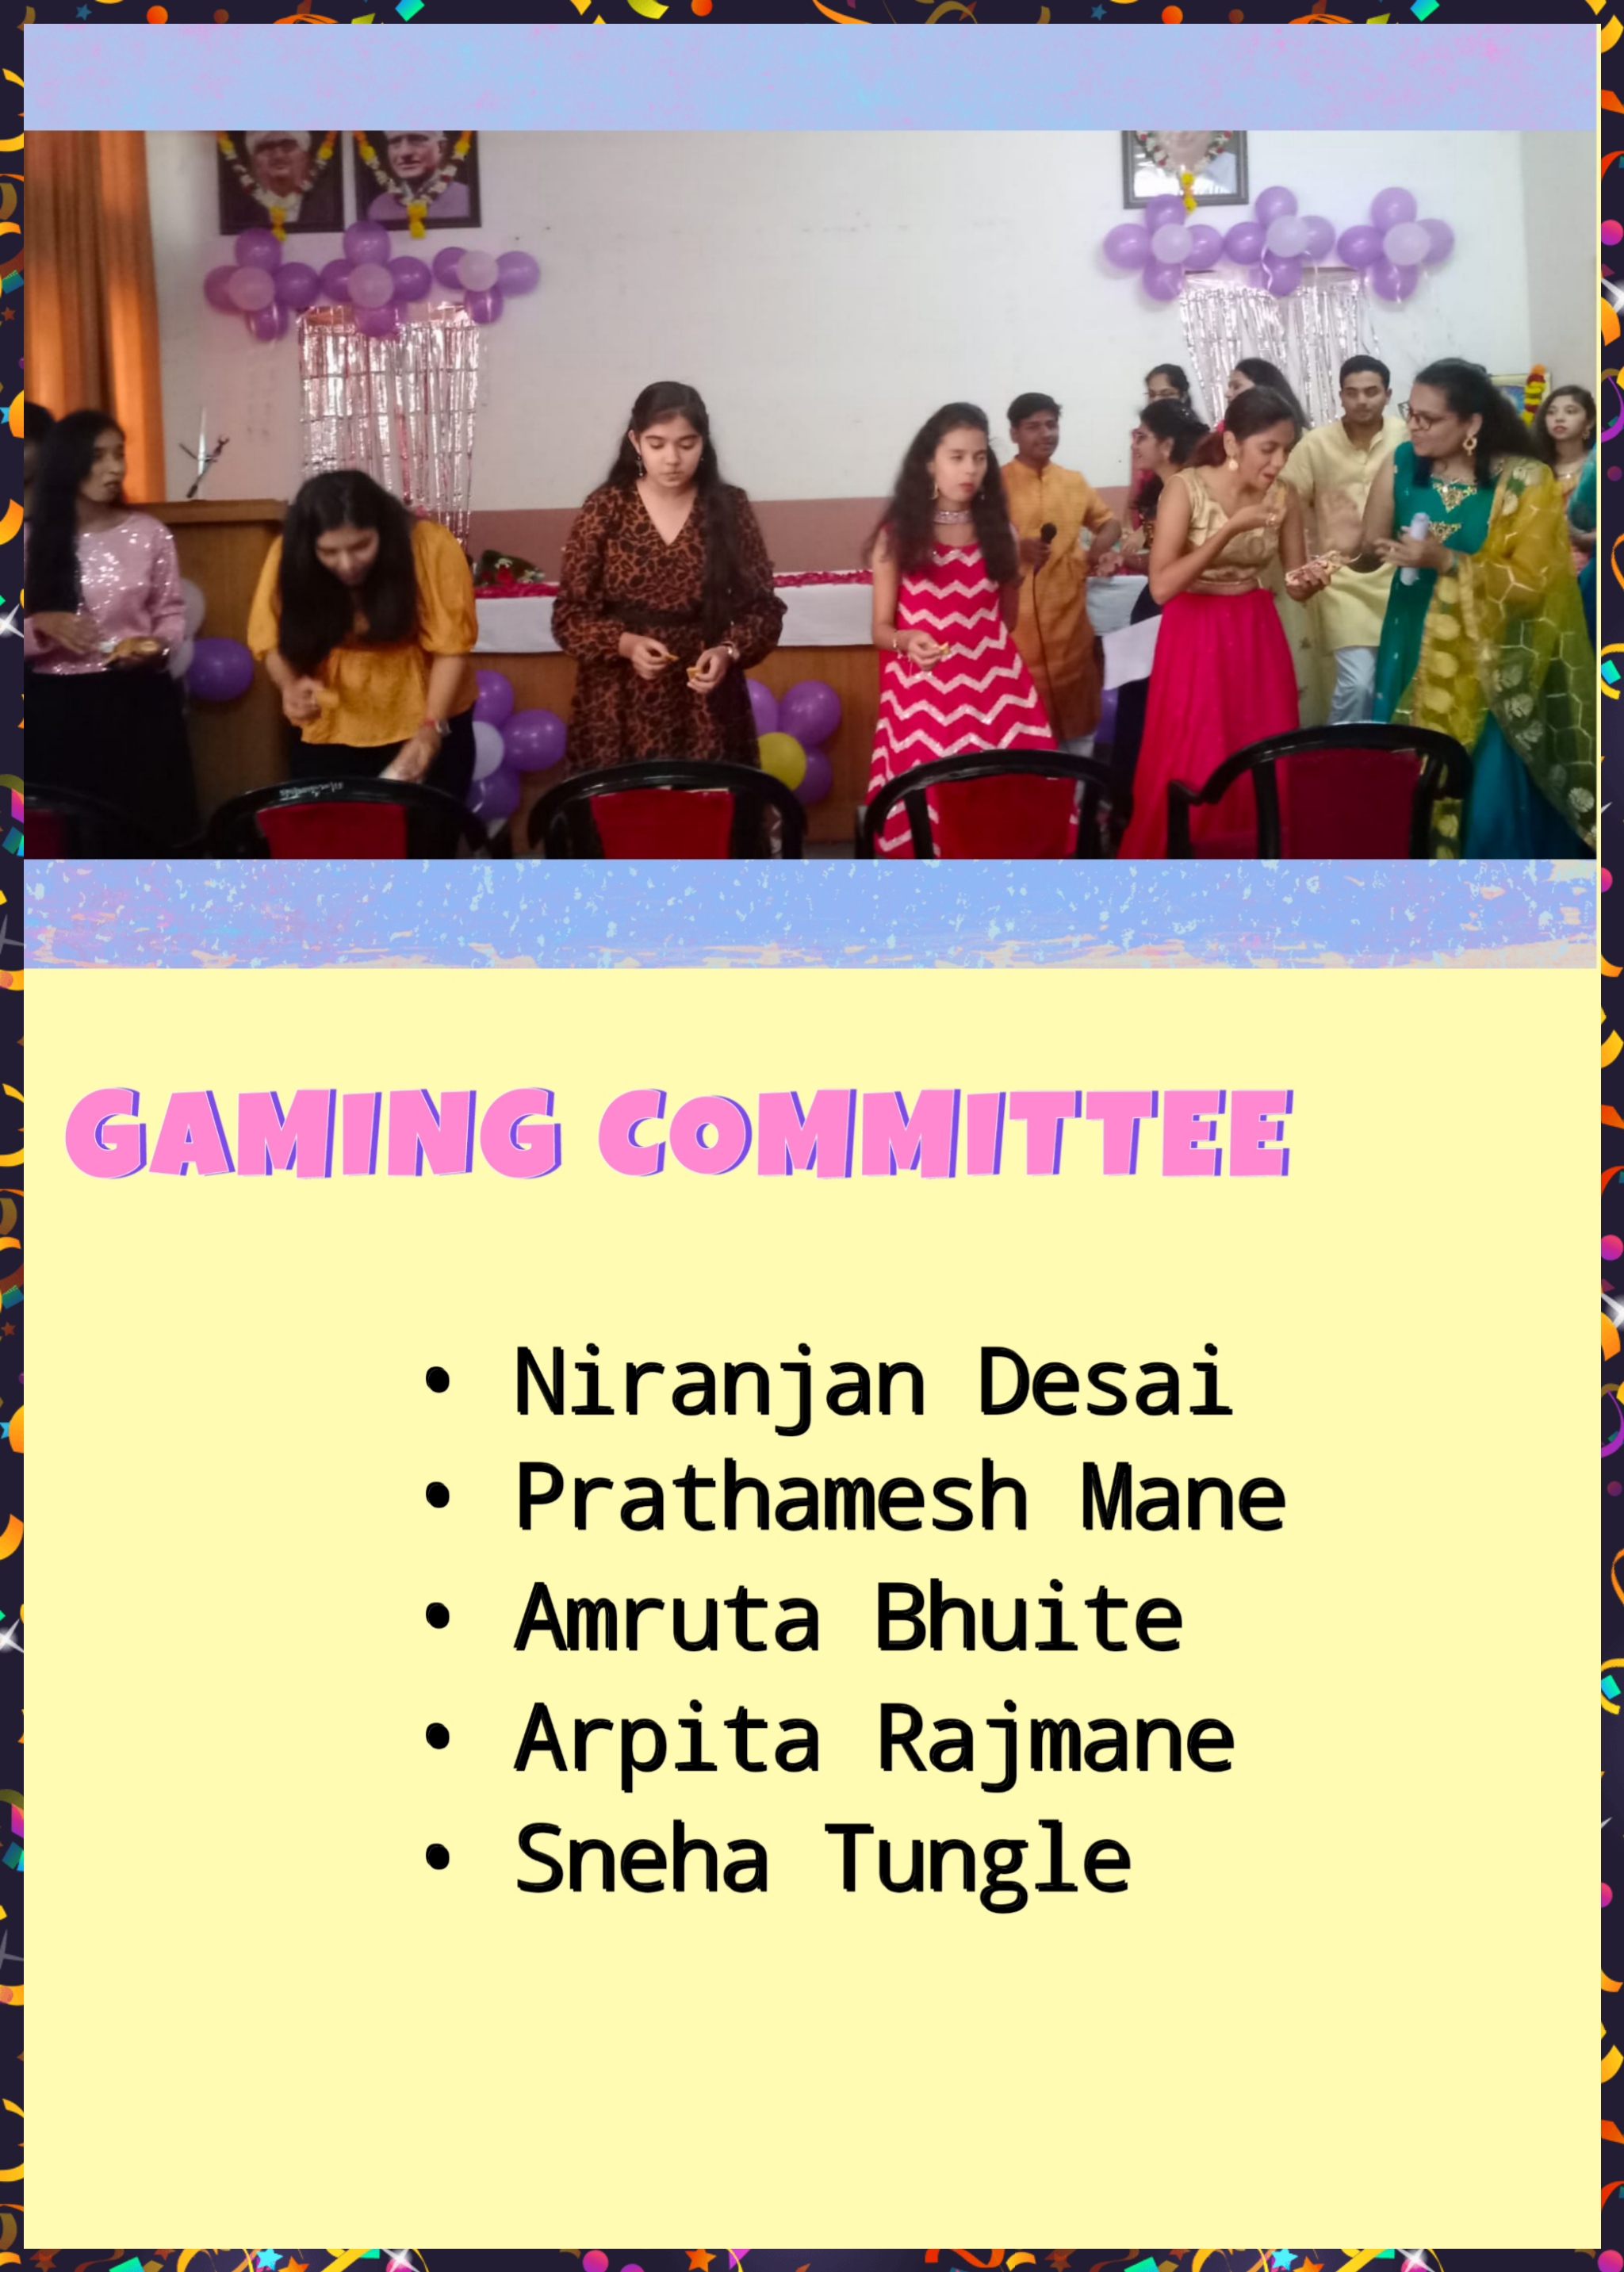 GAMING COMMITTEE
• Niranjan Desai
• Prathamesh Mane
• Amruta Bhuite
• Arpita Rajmane
• Sneha Tungle